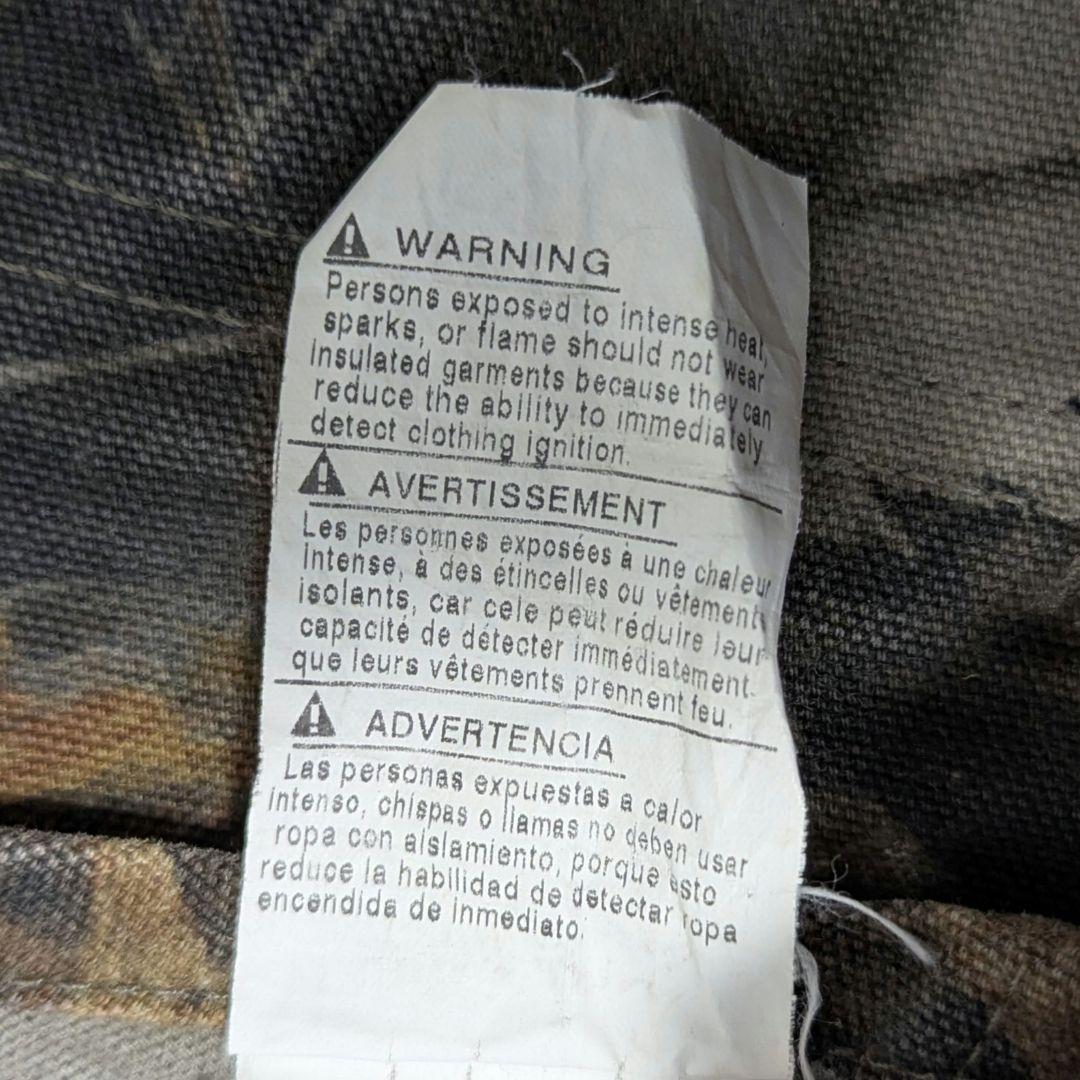 WARNING
Persons exposed to intense heat,
sparks, or flame should not wear
insulated garments because they can
reduce the ability to immediately
detect clothing ignition.
AVERTISSEMENT
Les personnes exposées à une chaleur
intense, à des étincelles ou vêtements
isolants, car cele peut réduire leur
capacité de détecter immédiatement
que leurs vêtements prennent feu.
ADVERTENCIA
Las personas expuestas a calor
intenso, chispas o llamas no deben usar
ropa con aislamiento, porque esto
reduce la habilidad de detectar ropa
encendida de inmediato.